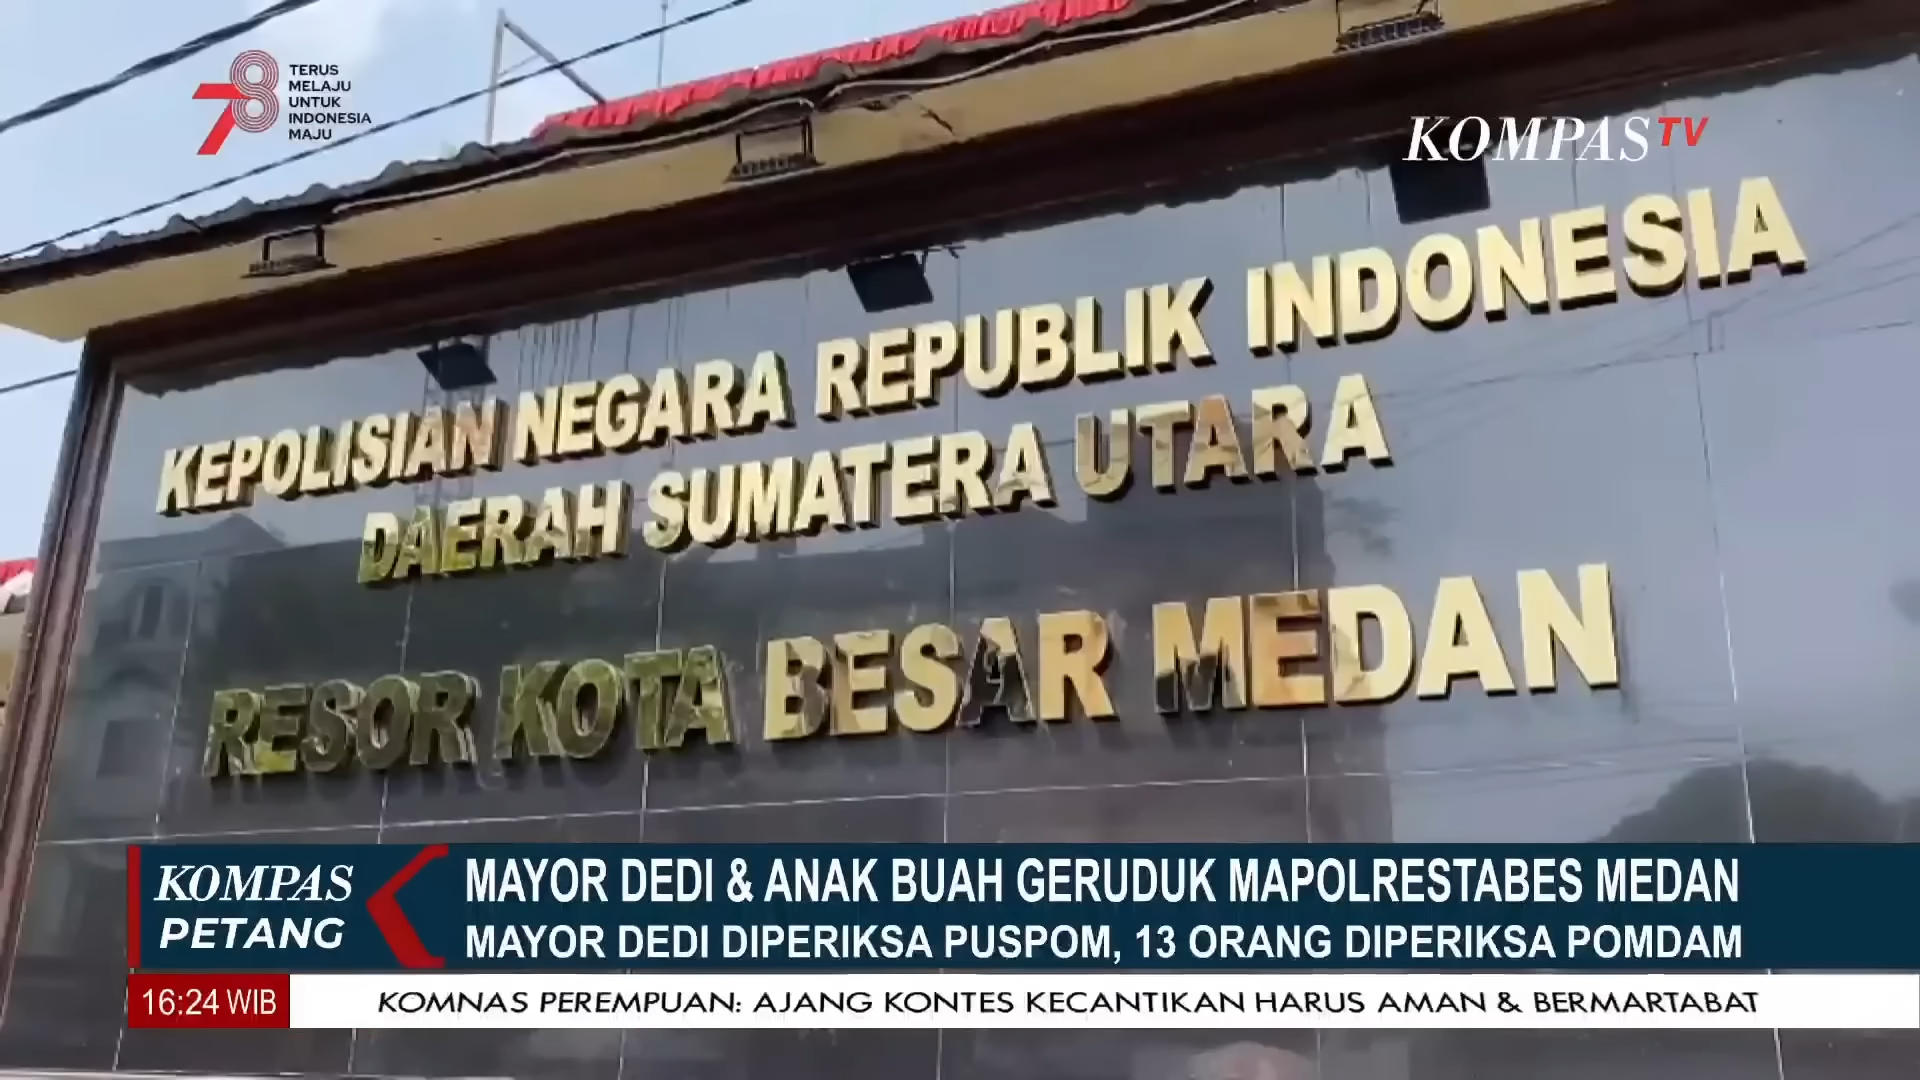 78
TERUS
MELAJU
UNTUK
INDONESIA
MAJU
KOMPAS TV
KEPOLISIAN NEGARA REPUBLIK INDONESIA
DAERAH SUMATERA UTARA
RESOR KOTA BESAR MEDAN
KOMPAS
PETANG
MAYOR DEDI & ANAK BUAH GERUDUK MAPOLRESTABES MEDAN
MAYOR DEDI DIPERIKSA PUSPOM, 13 ORANG DIPERIKSA POMDAM
16:24 WIB
KOMNAS PEREMPUAN: AJANG KONTES KECANTIKAN HARUS AMAN & BERMARTABAT